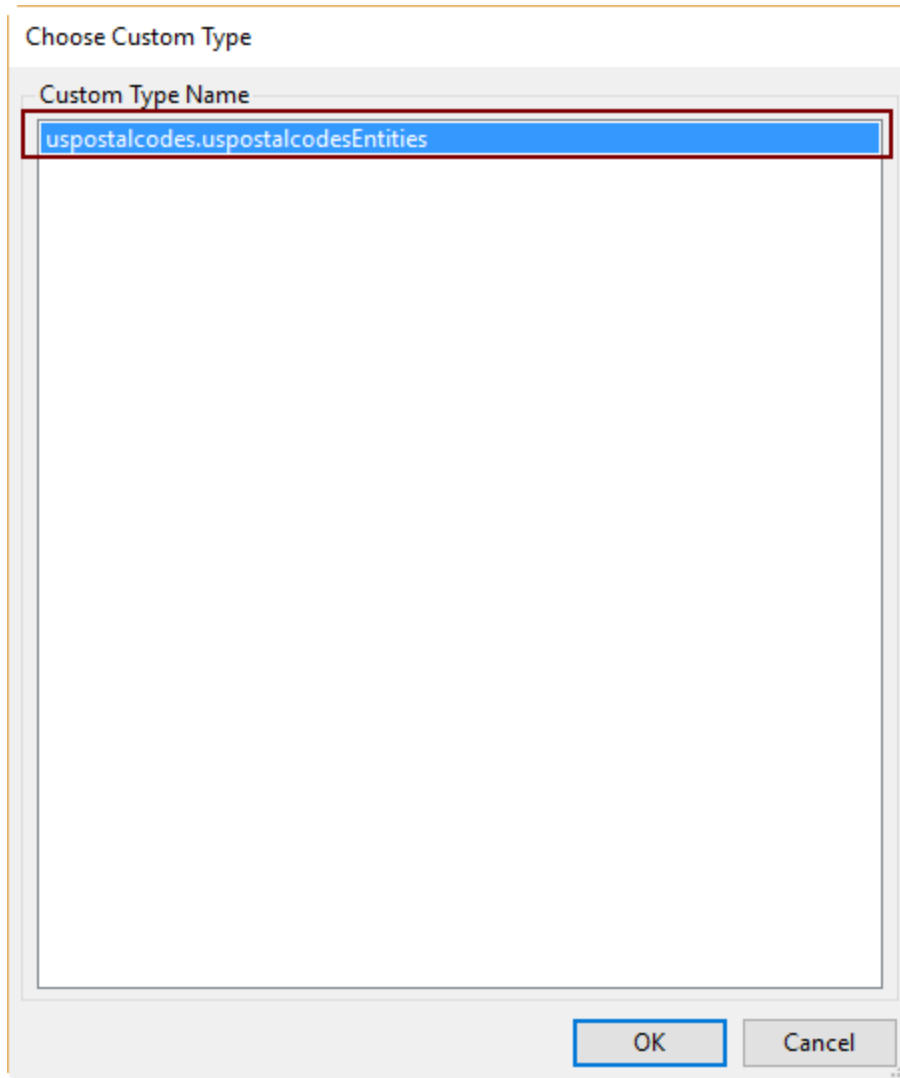 Choose Custom Type
Custom Type Name
uspostalcodes.uspostalcodesEntities
OK
Cancel